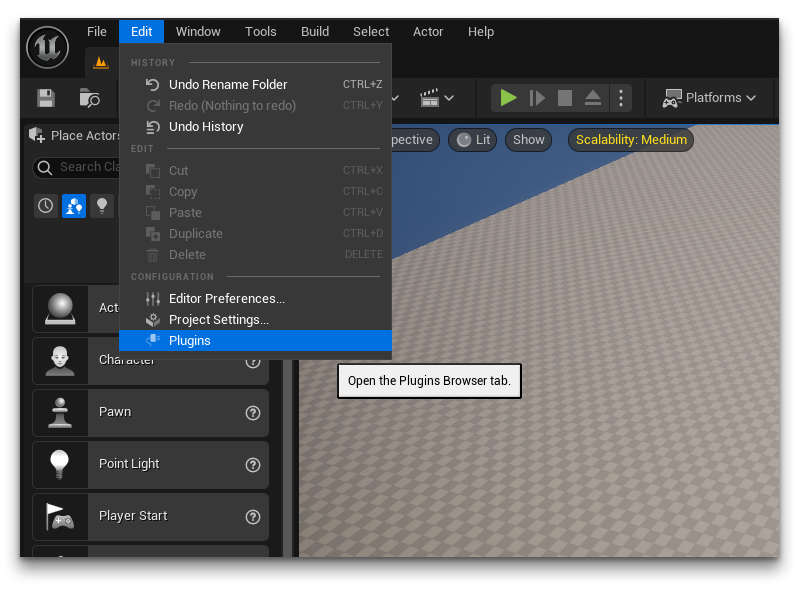 File Edit Window Tools Build Select Actor Help
HISTORY
Undo Rename Folder CTRL+Z
Redo (Nothing to redo) CTRL+Y
Undo History
EDIT
Cut CTRL+X
Copy CTRL+C
Paste CTRL+V
Duplicate CTRL+D
Delete DELETE
CONFIGURATION
Editor Preferences...
Project Settings...
Plugins
Open the Plugins Browser tab.
Platforms
Place Actors
Search Cla
pective Lit Show Scalability: Medium
Acto
Character
Pawn
Point Light
Player Start